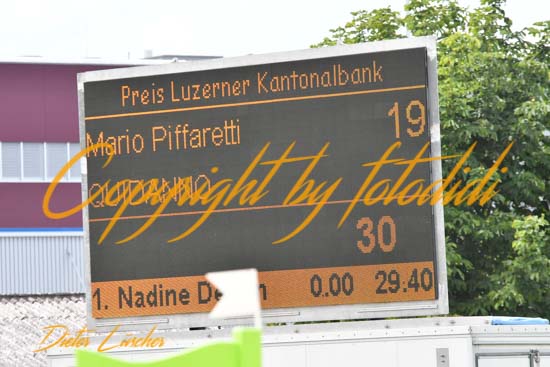 Preis Luzerner Kantonalbank
Mario Piffaretti 19
Copyright by fotodidi
30
1. Nadine 0.00 29:40
Dieter Lüscher